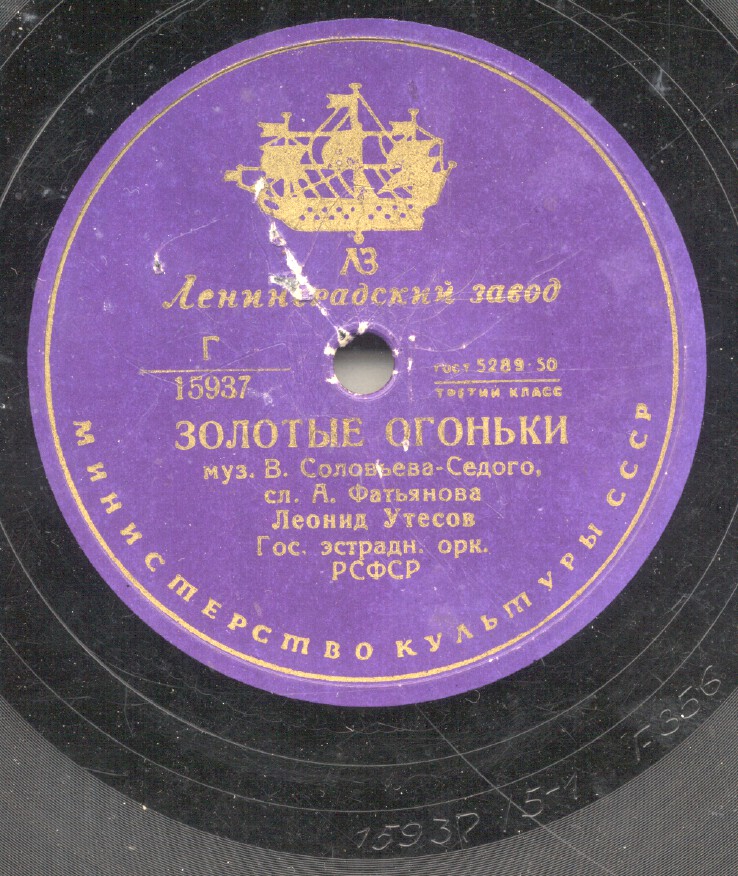 ЛЗ
Ленинградский завод
Г
15937
ГОСТ 5289-50
ТРЕТИЙ КЛАСС
ЗОЛОТЫЕ ОГОНЬКИ
муз. В. Соловьева-Седого,
сл. А. Фатьянова
Леонид Утесов
Гос. эстрадн. орк.
РСФСР
МИНИСТЕРСТВО КУЛЬТУРЫ СССР
15937 5-1 F-356